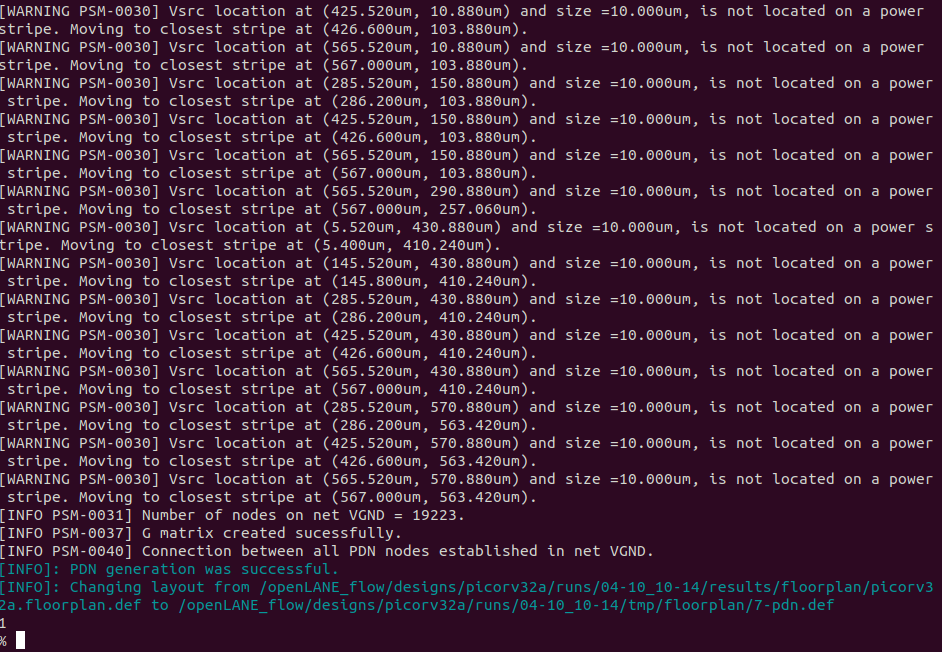 [WARNING PSM-0030] Vsrc location at (425.520um, 10.880um) and size =10.000um, is not located on a power
stripe. Moving to closest stripe at (426.600um, 103.880um).
[WARNING PSM-0030] Vsrc location at (565.520um, 10.880um) and size =10.000um, is not located on a power
stripe. Moving to closest stripe at (567.000um, 103.880um).
[WARNING PSM-0030] Vsrc location at (285.520um, 150.880um) and size =10.000um, is not located on a power
 stripe. Moving to closest stripe at (286.200um, 103.880um).
[WARNING PSM-0030] Vsrc location at (425.520um, 150.880um) and size =10.000um, is not located on a power
 stripe. Moving to closest stripe at (426.600um, 103.880um).
[WARNING PSM-0030] Vsrc location at (565.520um, 150.880um) and size =10.000um, is not located on a power
 stripe. Moving to closest stripe at (567.000um, 103.880um).
[WARNING PSM-0030] Vsrc location at (565.520um, 290.880um) and size =10.000um, is not located on a power
 stripe. Moving to closest stripe at (567.000um, 257.060um).
[WARNING PSM-0030] Vsrc location at (5.520um, 430.880um) and size =10.000um, is not located on a power s
tripe. Moving to closest stripe at (5.400um, 410.240um).
[WARNING PSM-0030] Vsrc location at (145.520um, 430.880um) and size =10.000um, is not located on a power
 stripe. Moving to closest stripe at (145.800um, 410.240um).
[WARNING PSM-0030] Vsrc location at (285.520um, 430.880um) and size =10.000um, is not located on a power
 stripe. Moving to closest stripe at (286.200um, 410.240um).
[WARNING PSM-0030] Vsrc location at (425.520um, 430.880um) and size =10.000um, is not located on a power
 stripe. Moving to closest stripe at (426.600um, 410.240um).
[WARNING PSM-0030] Vsrc location at (565.520um, 430.880um) and size =10.000um, is not located on a power
 stripe. Moving to closest stripe at (567.000um, 410.240um).
[WARNING PSM-0030] Vsrc location at (285.520um, 570.880um) and size =10.000um, is not located on a power
 stripe. Moving to closest stripe at (286.200um, 563.420um).
[WARNING PSM-0030] Vsrc location at (425.520um, 570.880um) and size =10.000um, is not located on a power
 stripe. Moving to closest stripe at (426.600um, 563.420um).
[WARNING PSM-0030] Vsrc location at (565.520um, 570.880um) and size =10.000um, is not located on a power
 stripe. Moving to closest stripe at (567.000um, 563.420um).
[INFO PSM-0031] Number of nodes on net VGND = 19223.
[INFO PSM-0037] G matrix created sucessfully.
[INFO PSM-0040] Connection between all PDN nodes established in net VGND.
[INFO]: PDN generation was successful.
[INFO]: Changing layout from /openLANE_flow/designs/picorv32a/runs/04-10_10-14/results/floorplan/picorv3
2a.floorplan.def to /openLANE_flow/designs/picorv32a/runs/04-10_10-14/tmp/floorplan/7-pdn.def
1
%